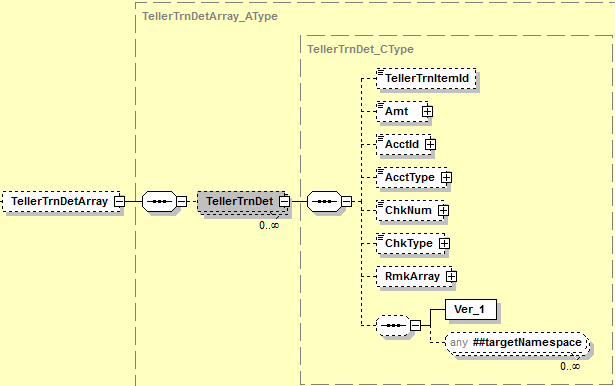 TellerTrnDetArray_AType
TellerTrnDet_CType
TellerTrnItemId
Amt
AcctId
AcctType
TellerTrnDetArray
TellerTrnDet
0..∞
ChkNum
ChkType
RmkArray
Ver_1
any ##targetNamespace
0..∞